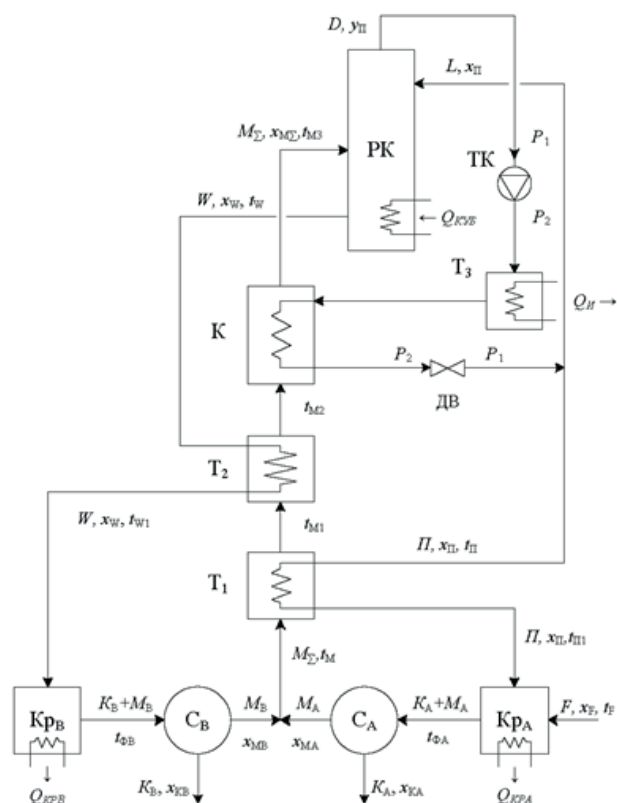 D, yП
L, xП
MΣ, xMΣ, tM3
РК
P1
ТК
W, xW, tW
QКУБ
P2
T3
QИ
К
P2
P1
ДВ
tM2
T2
W, xW, tW1
tM1
П, xП, tП
T1
П, xП, tП1
MΣ, tM
KB+MB
MB
MA
KA+MA
F, xF, tF
КрB
CB
CA
КрA
tФB
xMB
xMA
tФA
QКРВ
KB, xKB
KA, xKA
QКРА